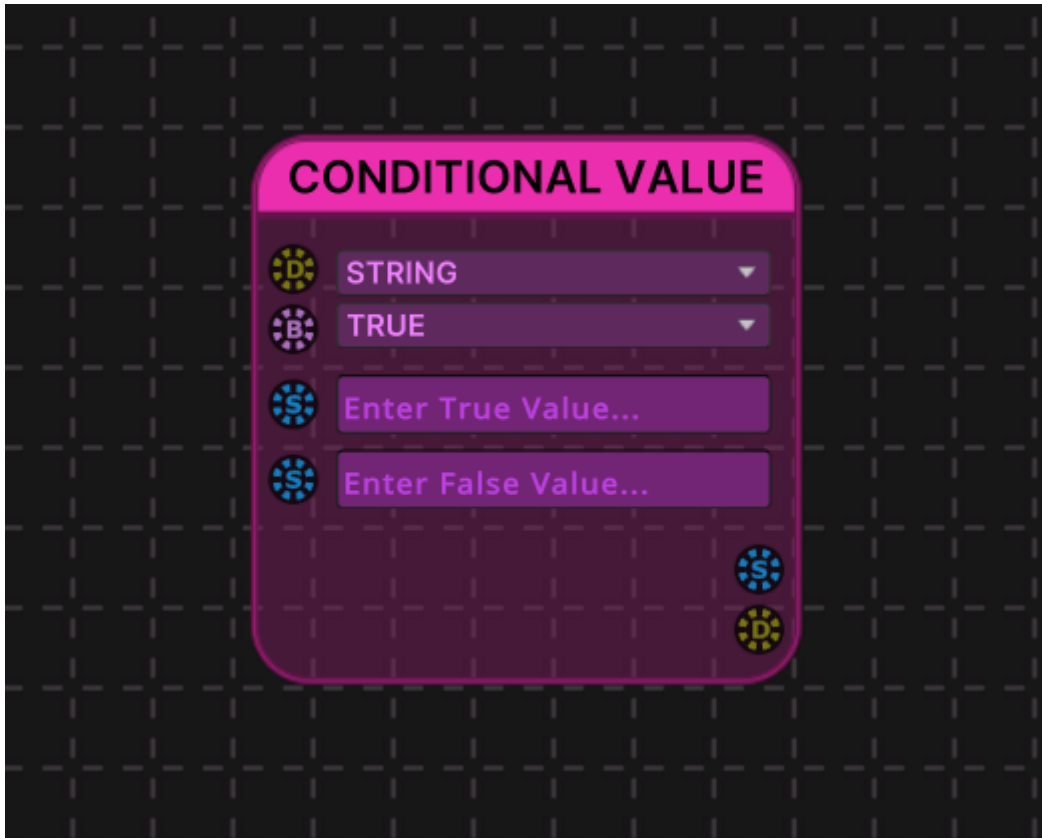 CONDITIONAL VALUE
D STRING
B TRUE
S Enter True Value...
S Enter False Value...
S
D